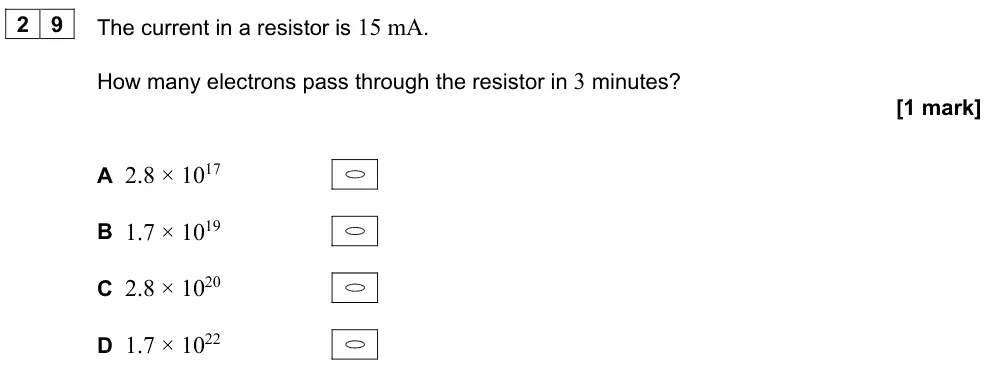 2 9 The current in a resistor is 15 mA.
How many electrons pass through the resistor in 3 minutes?
[1 mark]
A 2.8 × 10¹⁷
B 1.7 × 10¹⁹
C 2.8 × 10²⁰
D 1.7 × 10²²